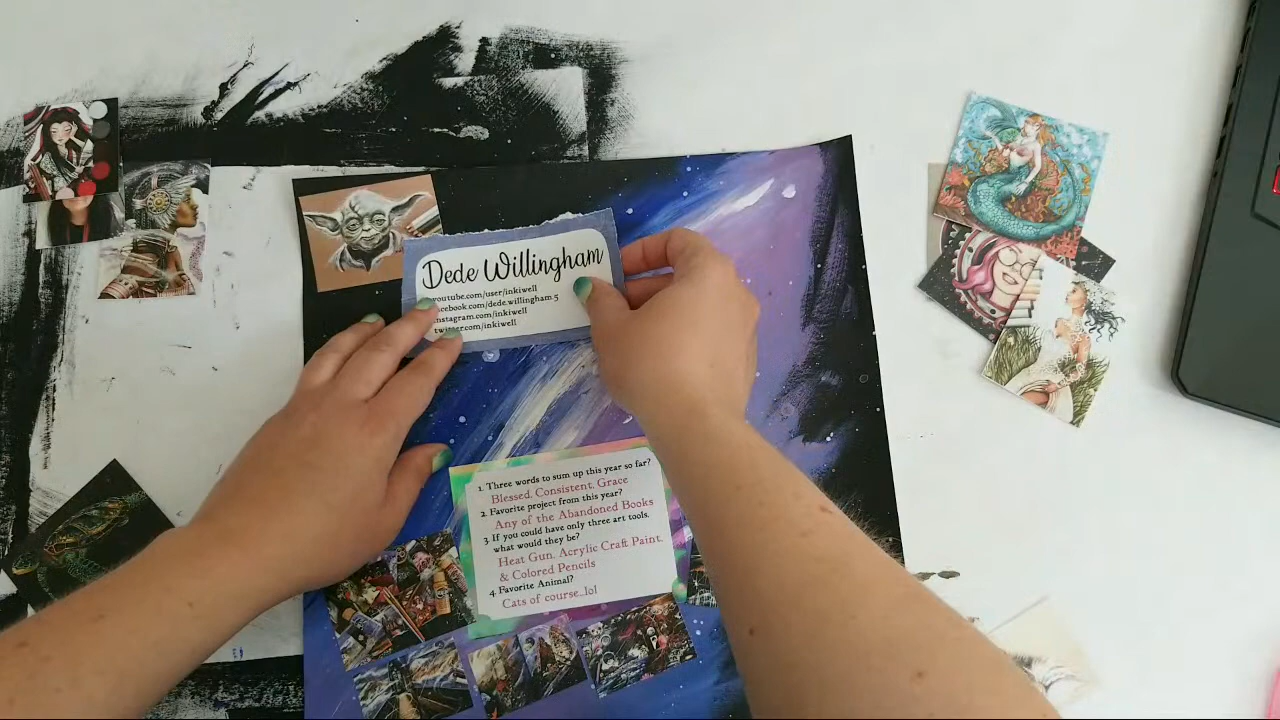 Dede Willingham
youtube.com/user/inkiwell
facebook.com/dede.willingham.5
instagram.com/inkiwell
twitter.com/inkiwell
1. Three words to sum up this year so far?
Blessed, Consistent, Grace
2. Favorite project from this year?
Any of the Abandoned Books
3. If you could have only three art tools,
what would they be?
Heat Gun, Acrylic Craft Paint,
& Colored Pencils
4. Favorite Animal?
Cats of course...lol